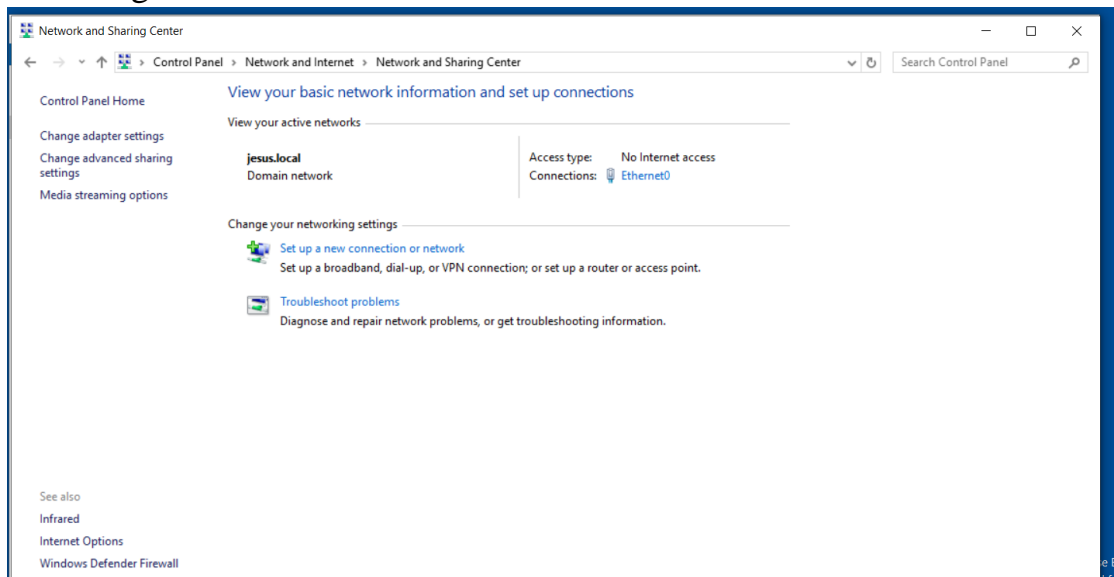 Network and Sharing Center
Control Panel > Network and Internet > Network and Sharing Center
Search Control Panel
Control Panel Home
Change adapter settings
Change advanced sharing
settings
Media streaming options
View your basic network information and set up connections
View your active networks
jesus.local
Domain network
Access type: No Internet access
Connections: Ethernet0
Change your networking settings
Set up a new connection or network
Set up a broadband, dial-up, or VPN connection; or set up a router or access point.
Troubleshoot problems
Diagnose and repair network problems, or get troubleshooting information.
See also
Infrared
Internet Options
Windows Defender Firewall